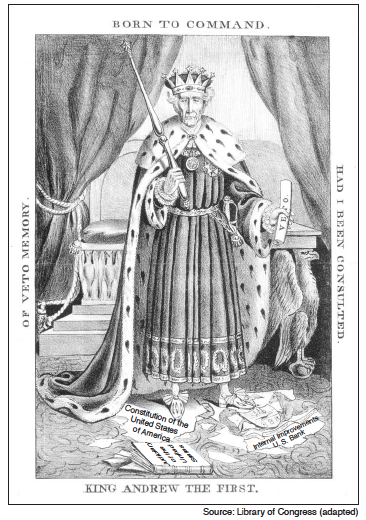 BORN TO COMMAND.
OF VETO MEMORY.
HAD I BEEN CONSULTED.
VETO
Constitution of the
United States
of America
Internal Improvements
U.S. Bank
KING ANDREW THE FIRST.
Source: Library of Congress (adapted)